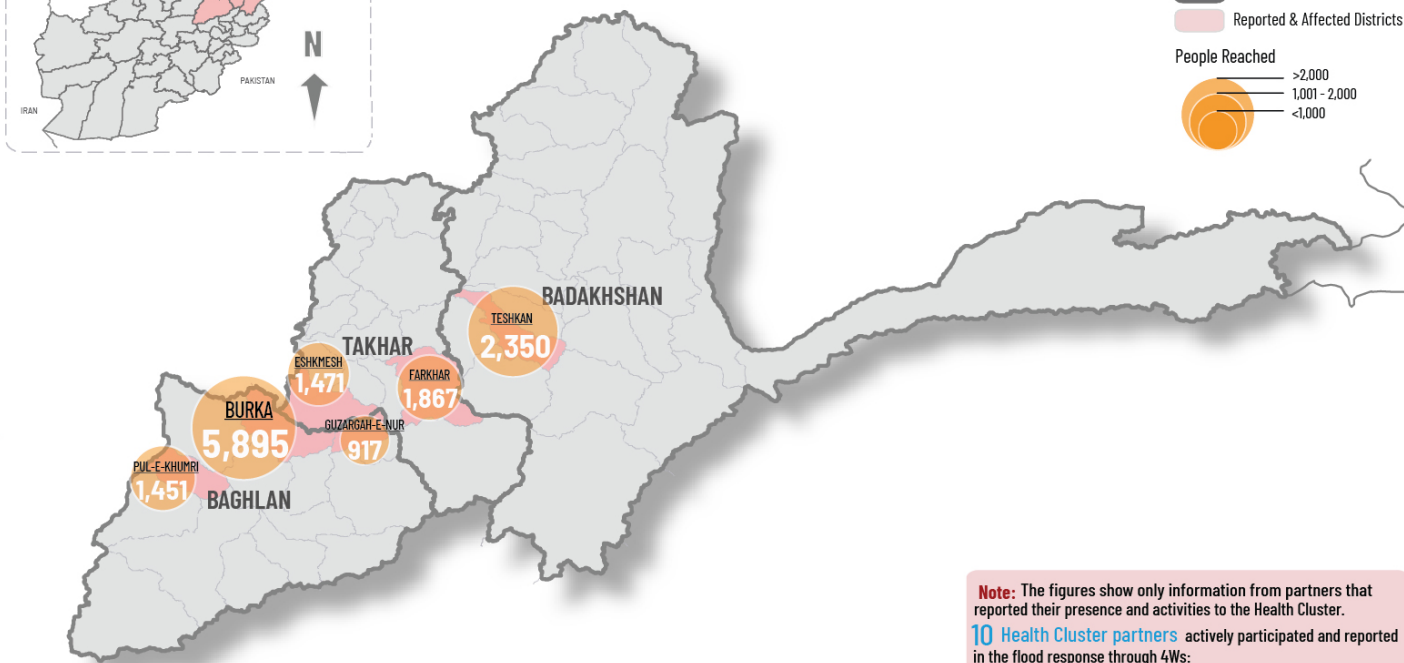 N
PAKISTAN
IRAN
Reported & Affected Districts
People Reached
>2,000
1,001 - 2,000
<1,000
BADAKHSHAN
TESHKAN
2,350
TAKHAR
ESHKMESH
1,471
FARKHAR
1,867
BURKA
5,895
GUZARGAH-E-NUR
917
PUL-E-KHUMRI
1,451
BAGHLAN
Note: The figures show only information from partners that
reported their presence and activities to the Health Cluster.
10 Health Cluster partners actively participated and reported
in the flood response through 4Ws: